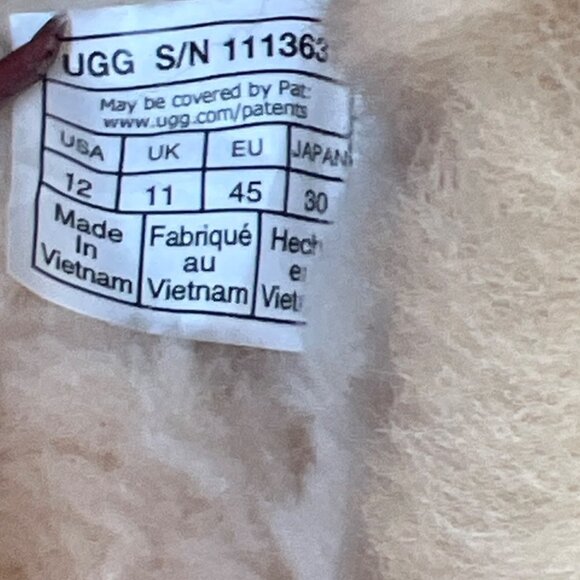 UGG S/N 111363
May be covered by Pat:
www.ugg.com/patents
USA UK EU JAPAN
12 11 45 30
Made
In
Vietnam
Fabriqué
au
Vietnam